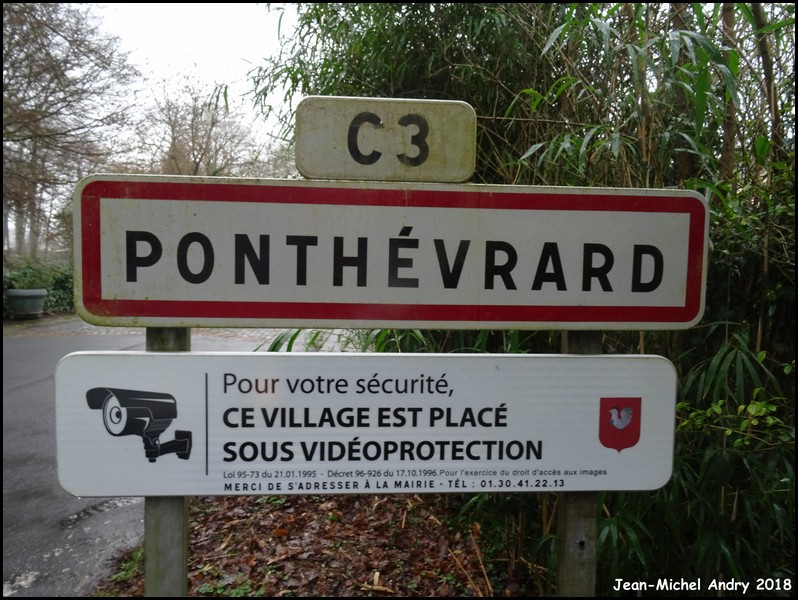 C3
PONTHÉVRARD
Pour votre sécurité,
CE VILLAGE EST PLACÉ
SOUS VIDÉOPROTECTION
Loi 95-73 du 21.01.1995 - Décret 96-926 du 17.10.1996. Pour l'exercice du droit d'accès aux images
MERCI DE S'ADRESSER À LA MAIRIE - TÉL : 01.30.41.22.13
Jean-Michel Andry 2018